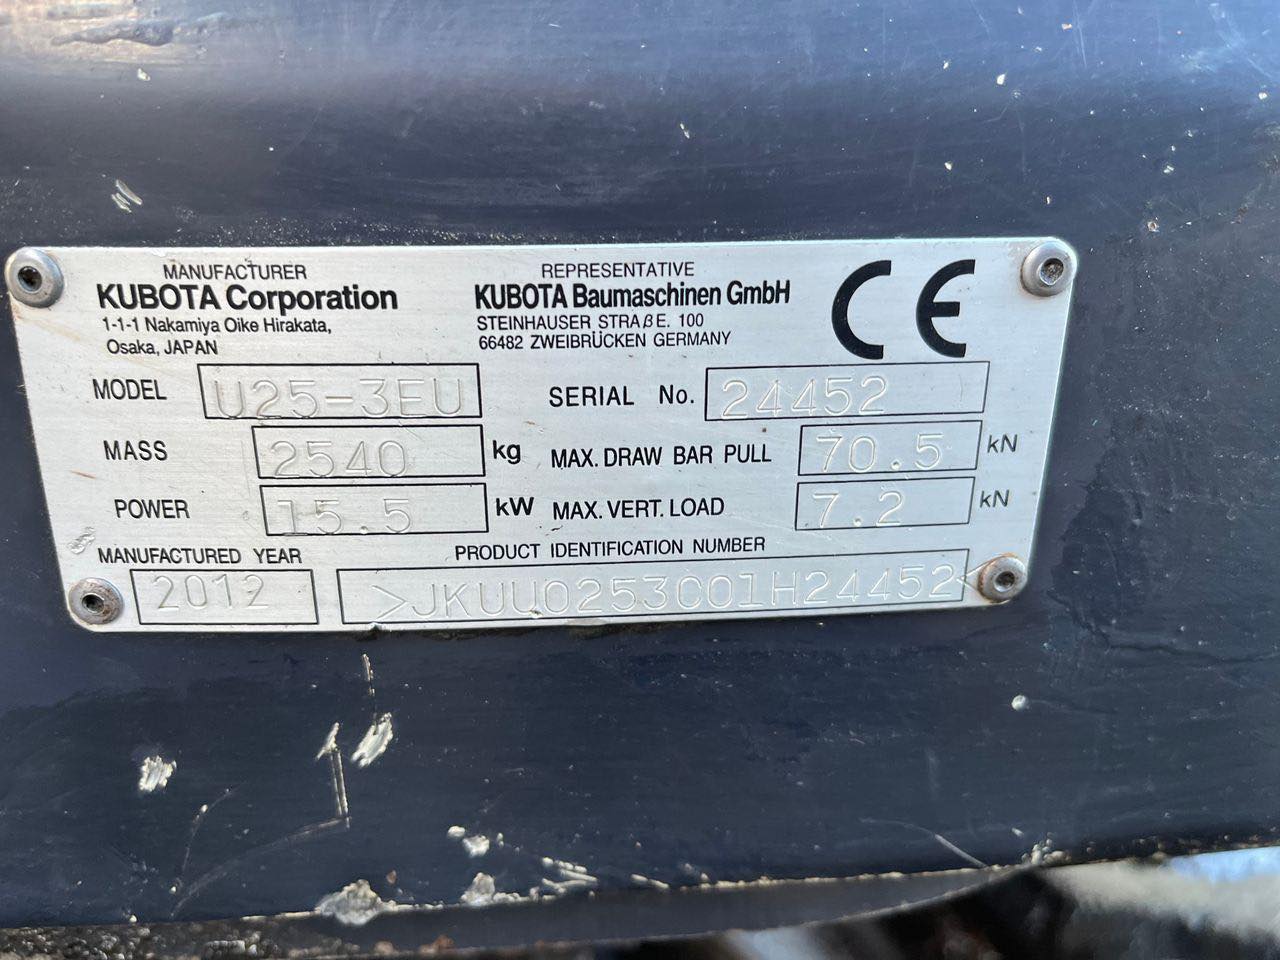 MANUFACTURER
KUBOTA Corporation
1-1-1 Nakamiya Oike Hirakata,
Osaka, JAPAN
REPRESENTATIVE
KUBOTA Baumaschinen GmbH
STEINHAUSER STRAßE. 100
66482 ZWEIBRÜCKEN GERMANY
CE
MODEL U25-3EU
SERIAL No. 24452
MASS 2540 kg
MAX. DRAW BAR PULL 70.5 kN
POWER 15.5 kW
MAX. VERT. LOAD 7.2 kN
MANUFACTURED YEAR
2012
PRODUCT IDENTIFICATION NUMBER
>JKUU0253C01H24452<